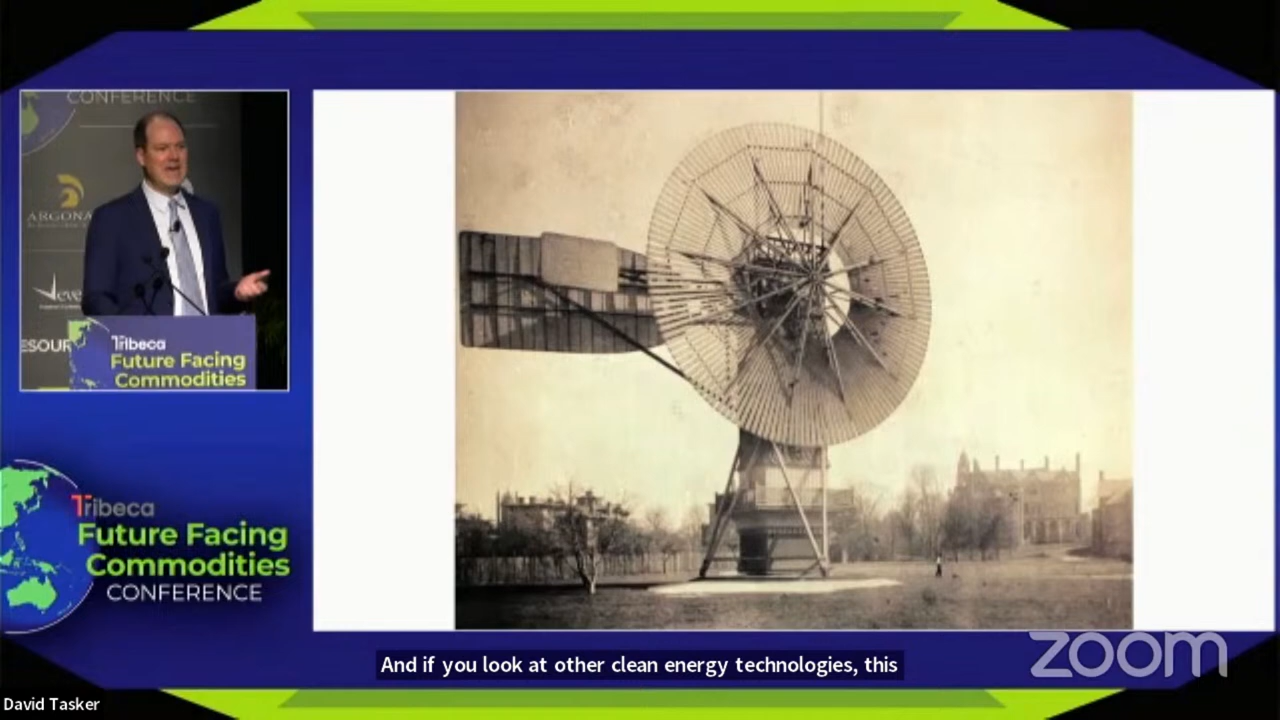 CONFERENCE
ARGONA
eve
ESOUR
Tribeca
Future Facing
Commodities
Tribeca
Future Facing
Commodities
CONFERENCE
And if you look at other clean energy technologies, this
zoom
David Tasker